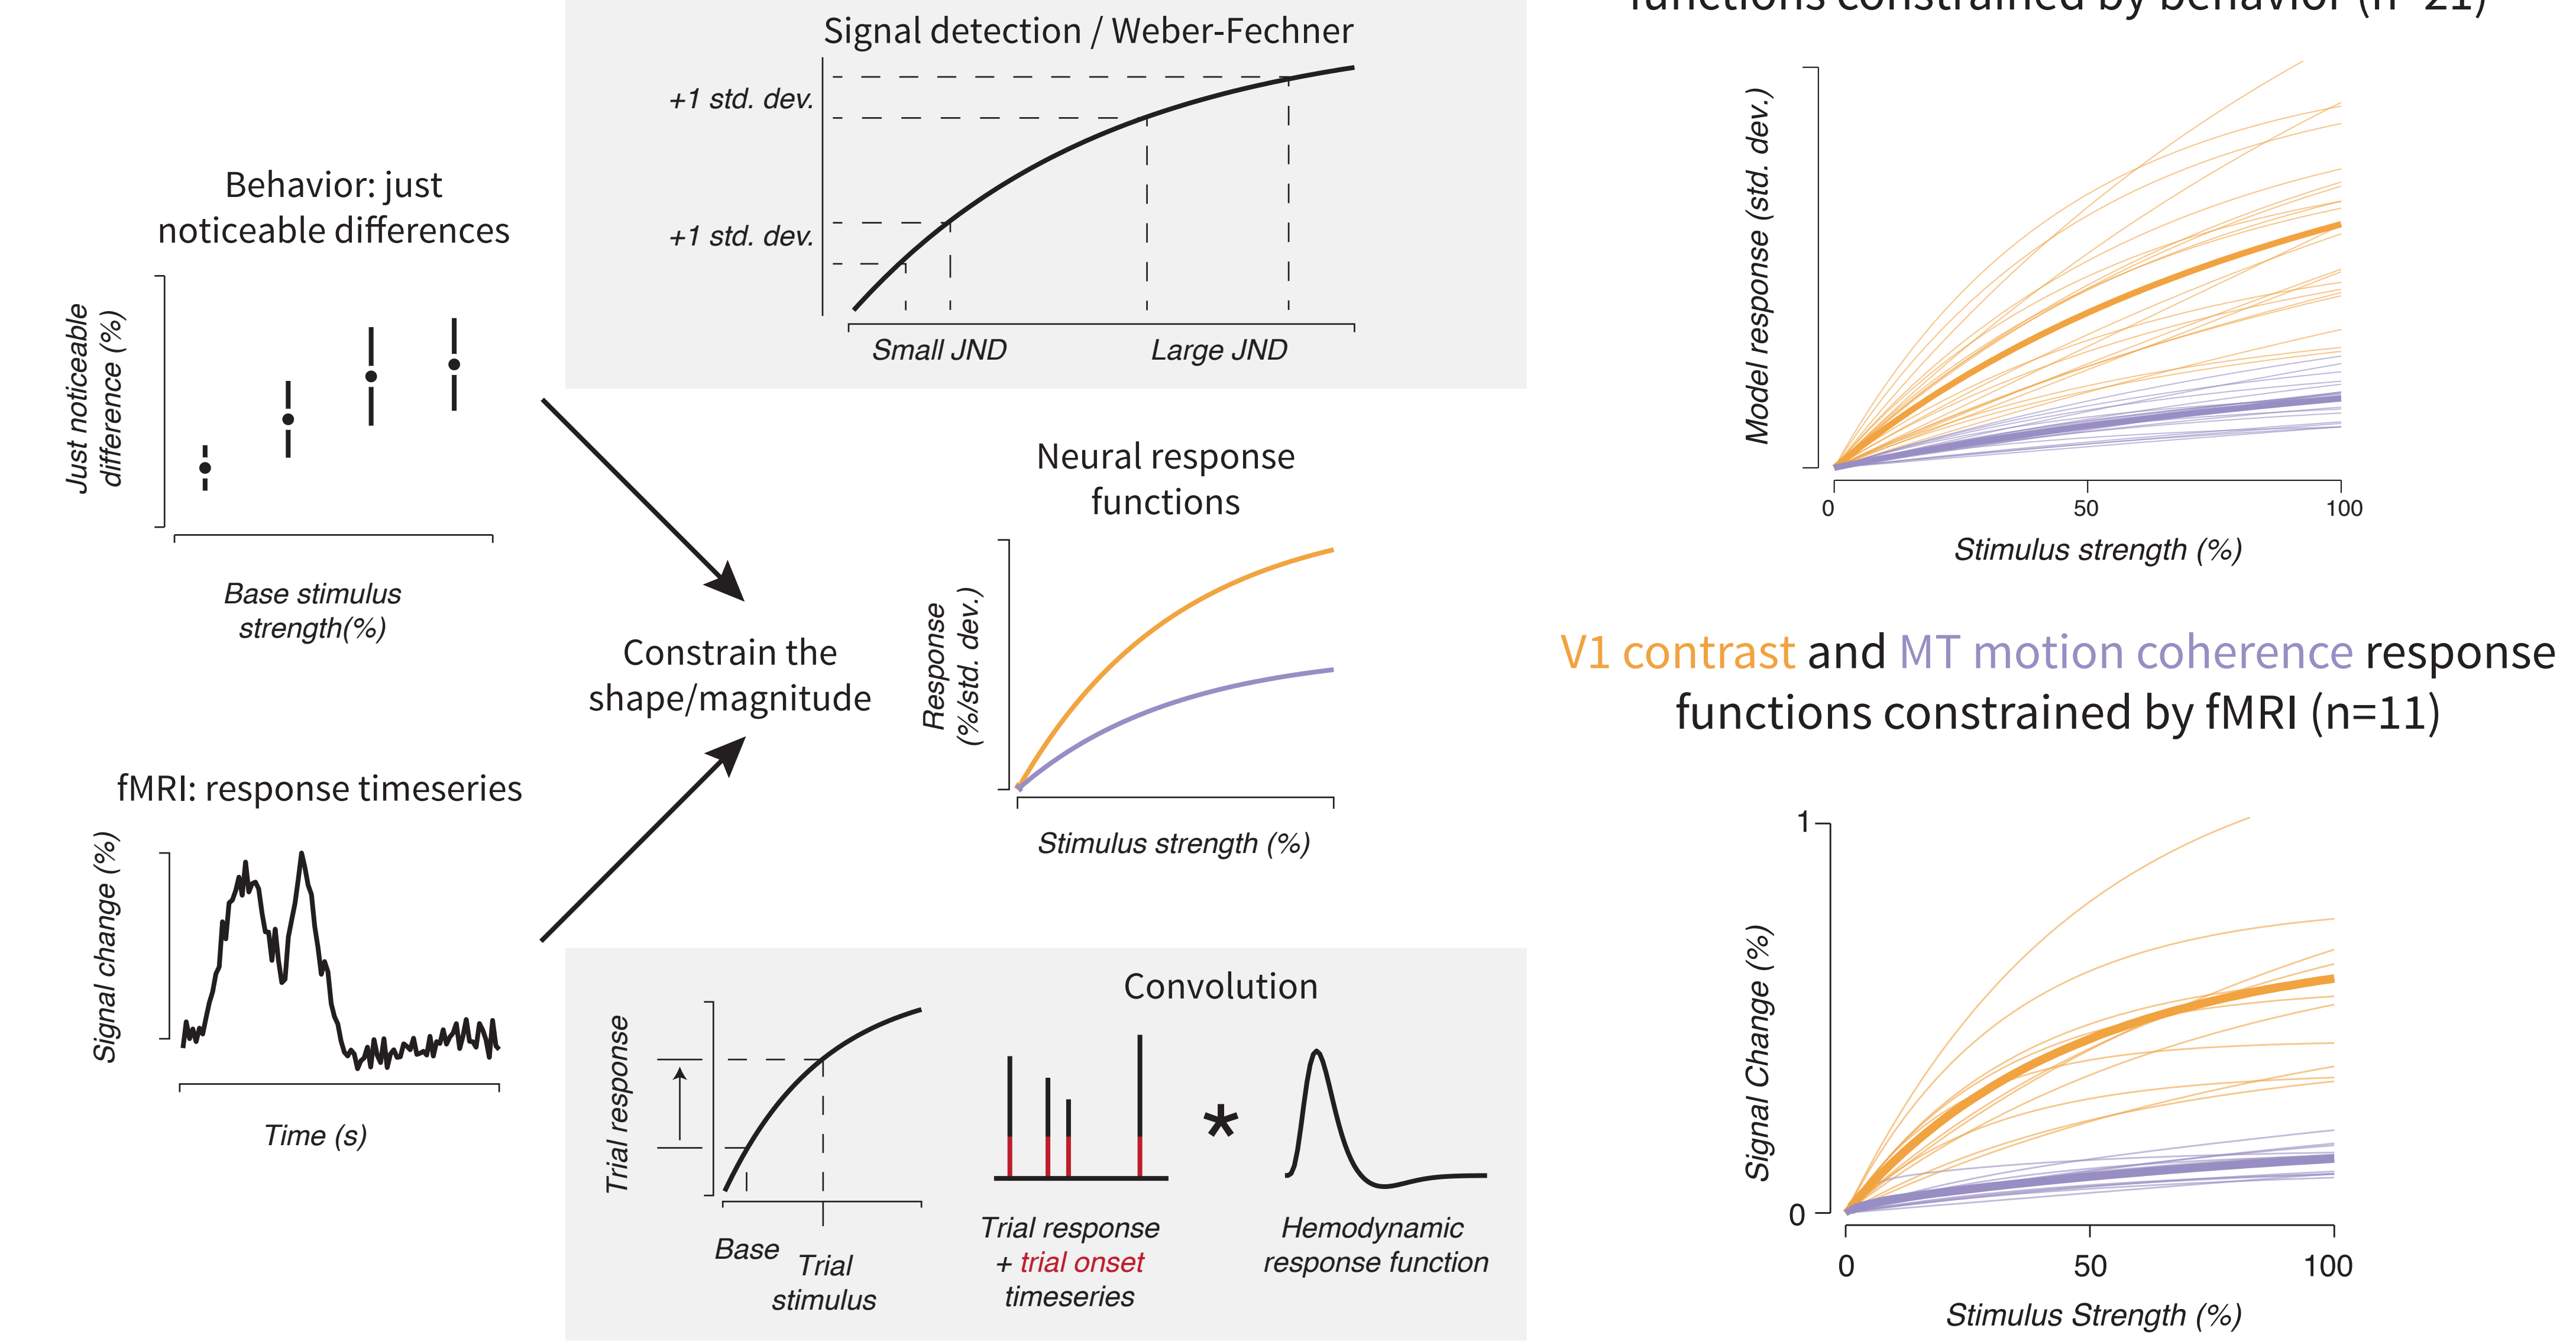 Signal detection / Weber-Fechner
+1 std. dev.
+1 std. dev.
Small JND
Large JND
Behavior: just
noticeable differences
Just noticeable
difference (%)
Base stimulus
strength(%)
fMRI: response timeseries
Signal change (%)
Time (s)
Constrain the
shape/magnitude
Neural response
functions
Response
(%/std. dev.)
Stimulus strength (%)
Convolution
Trial response
Base
Trial
stimulus
*
Trial response
+ trial onset
timeseries
Hemodynamic
response function
functions constrained by behavior (n=21)
Model response (std. dev.)
0
50
100
Stimulus strength (%)
V1 contrast and MT motion coherence response
functions constrained by fMRI (n=11)
1
0
Signal Change (%)
0
50
100
Stimulus Strength (%)